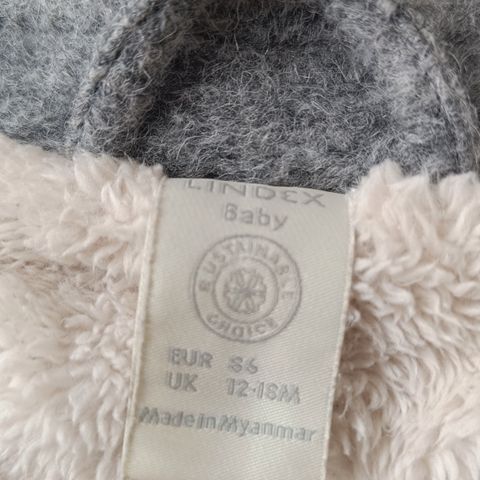 LINDEX
Baby
SUSTAINABLE
CHOICE
EUR 86
UK 12-18M
Made in Myanmar